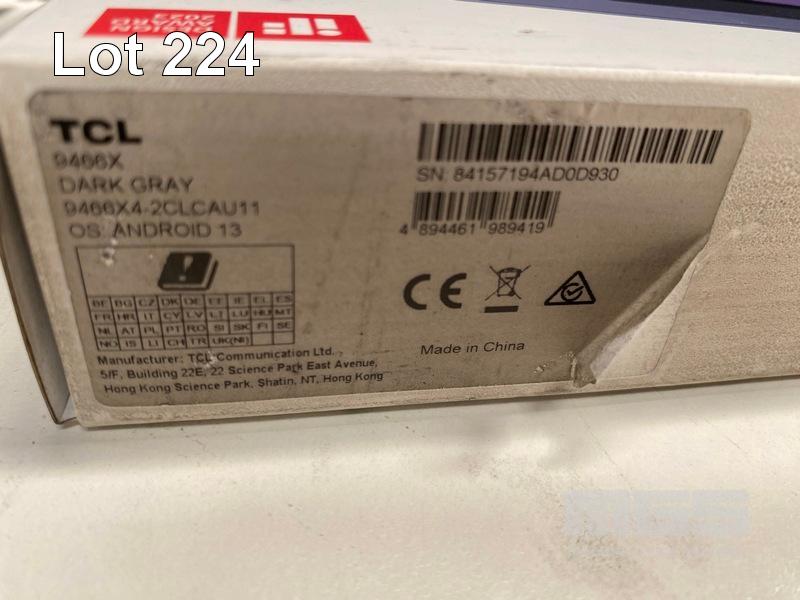 DESIGN
AWARD
2023
Lot 224
TCL
9466X
DARK GRAY
9466X4-2CLCAU11
OS: ANDROID 13
SN: 84157194AD0D930
4 894461 989419
BE BG CZ DK DE EE IE EL ES
FR HR IT CY LV LT LU HU MT
NL AT PL PT RO SI SK FI SE
NO IS LI CH TR UK(NI)
CE
Made in China
Manufacturer: TCL Communication Ltd.
5/F, Building 22E, 22 Science Park East Avenue,
Hong Kong Science Park, Shatin, NT, Hong Kong